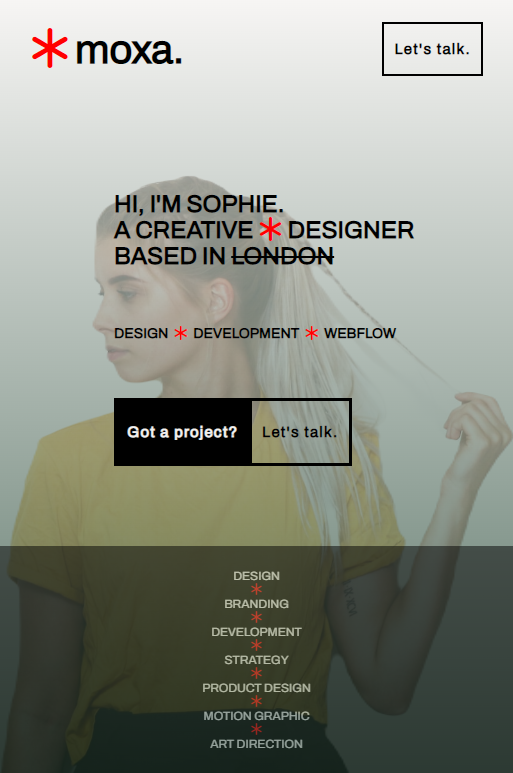 moxa.
Let's talk.
HI, I'M SOPHIE.
A CREATIVE DESIGNER
BASED IN LONDON
DESIGN DEVELOPMENT WEBFLOW
Got a project? Let's talk.
DESIGN
BRANDING
DEVELOPMENT
STRATEGY
PRODUCT DESIGN
MOTION GRAPHIC
ART DIRECTION